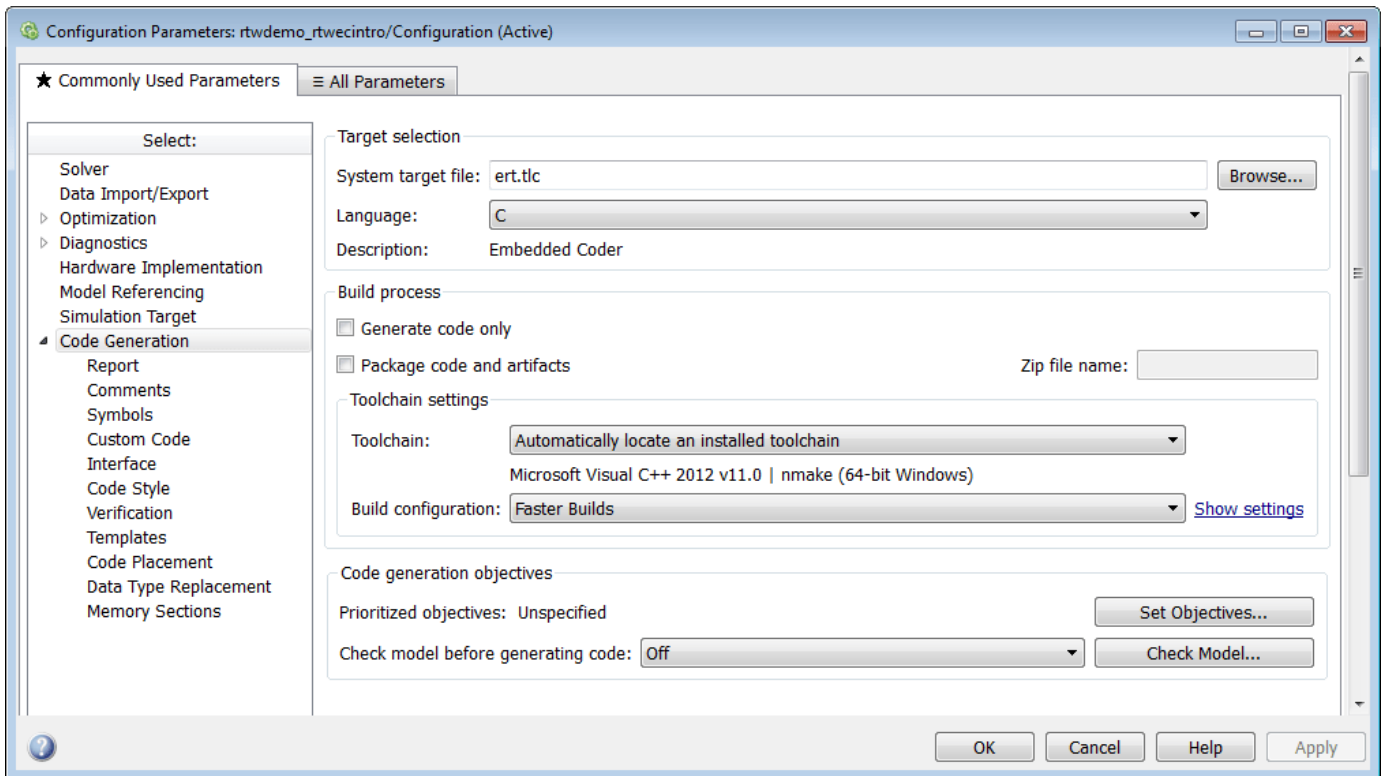 Configuration Parameters: rtwdemo_rtwecintro/Configuration (Active)
★ Commonly Used Parameters
≡ All Parameters
Select:
Solver
Data Import/Export
Optimization
Diagnostics
Hardware Implementation
Model Referencing
Simulation Target
Code Generation
Report
Comments
Symbols
Custom Code
Interface
Code Style
Verification
Templates
Code Placement
Data Type Replacement
Memory Sections
Target selection
System target file: ert.tlc Browse...
Language: C
Description: Embedded Coder
Build process
Generate code only
Package code and artifacts Zip file name:
Toolchain settings
Toolchain: Automatically locate an installed toolchain
Microsoft Visual C++ 2012 v11.0 | nmake (64-bit Windows)
Build configuration: Faster Builds Show settings
Code generation objectives
Prioritized objectives: Unspecified Set Objectives...
Check model before generating code: Off Check Model...
? OK Cancel Help Apply